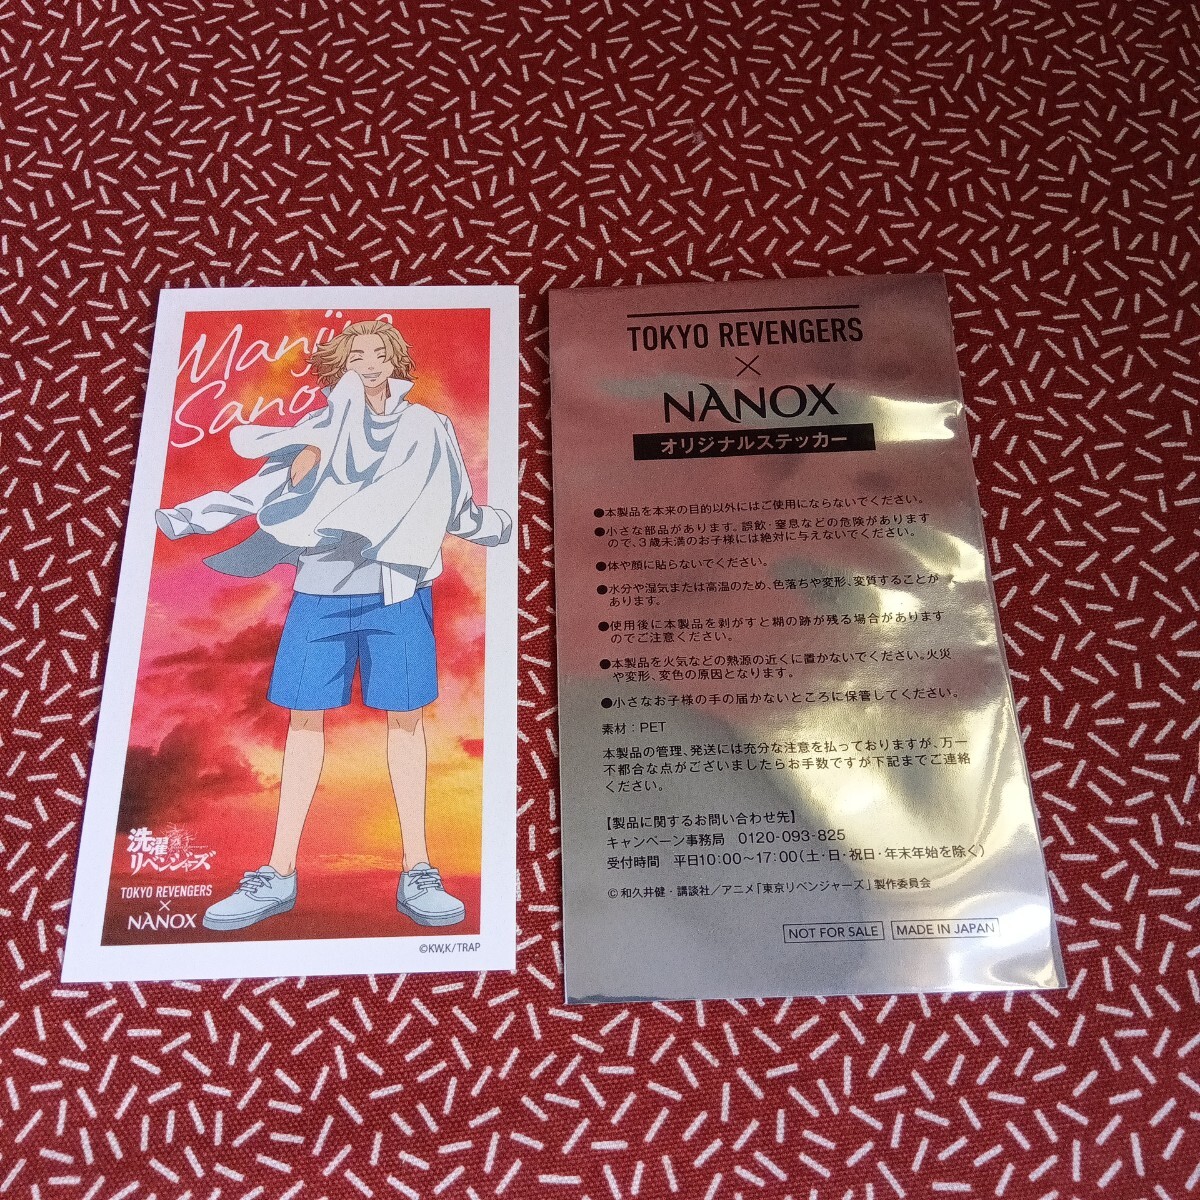 Manjiro
Sano
洗濯
リベンジャーズ
TOKYO REVENGERS
×
NANOX
©KW,K/TRAP
TOKYO REVENGERS
×
NANOX
オリジナルステッカー
●本製品を本来の目的以外にはご使用にならないでください。
●小さな部品があります。誤飲・窒息などの危険があります
ので、3歳未満のお子様には絶対に与えないでください。
●体や顔に貼らないでください。
●水分や湿気または高温のため、色落ちや変形、変質することが
あります。
●使用後に本製品を剥がすと糊の跡が残る場合があります
のでご注意ください。
●本製品を火気などの熱源の近くに置かないでください。火災
や変形、変色の原因となります。
●小さなお子様の手の届かないところに保管してください。
素材：PET
本製品の管理、発送には充分な注意を払っておりますが、万一
不都合な点がございましたらお手数ですが下記までご連絡
ください。
【製品に関するお問い合わせ先】
キャンペーン事務局 0120-093-825
受付時間 平日10:00〜17:00(土・日・祝日・年末年始を除く)
©和久井健・講談社／アニメ「東京リベンジャーズ」製作委員会
NOT FOR SALE MADE IN JAPAN